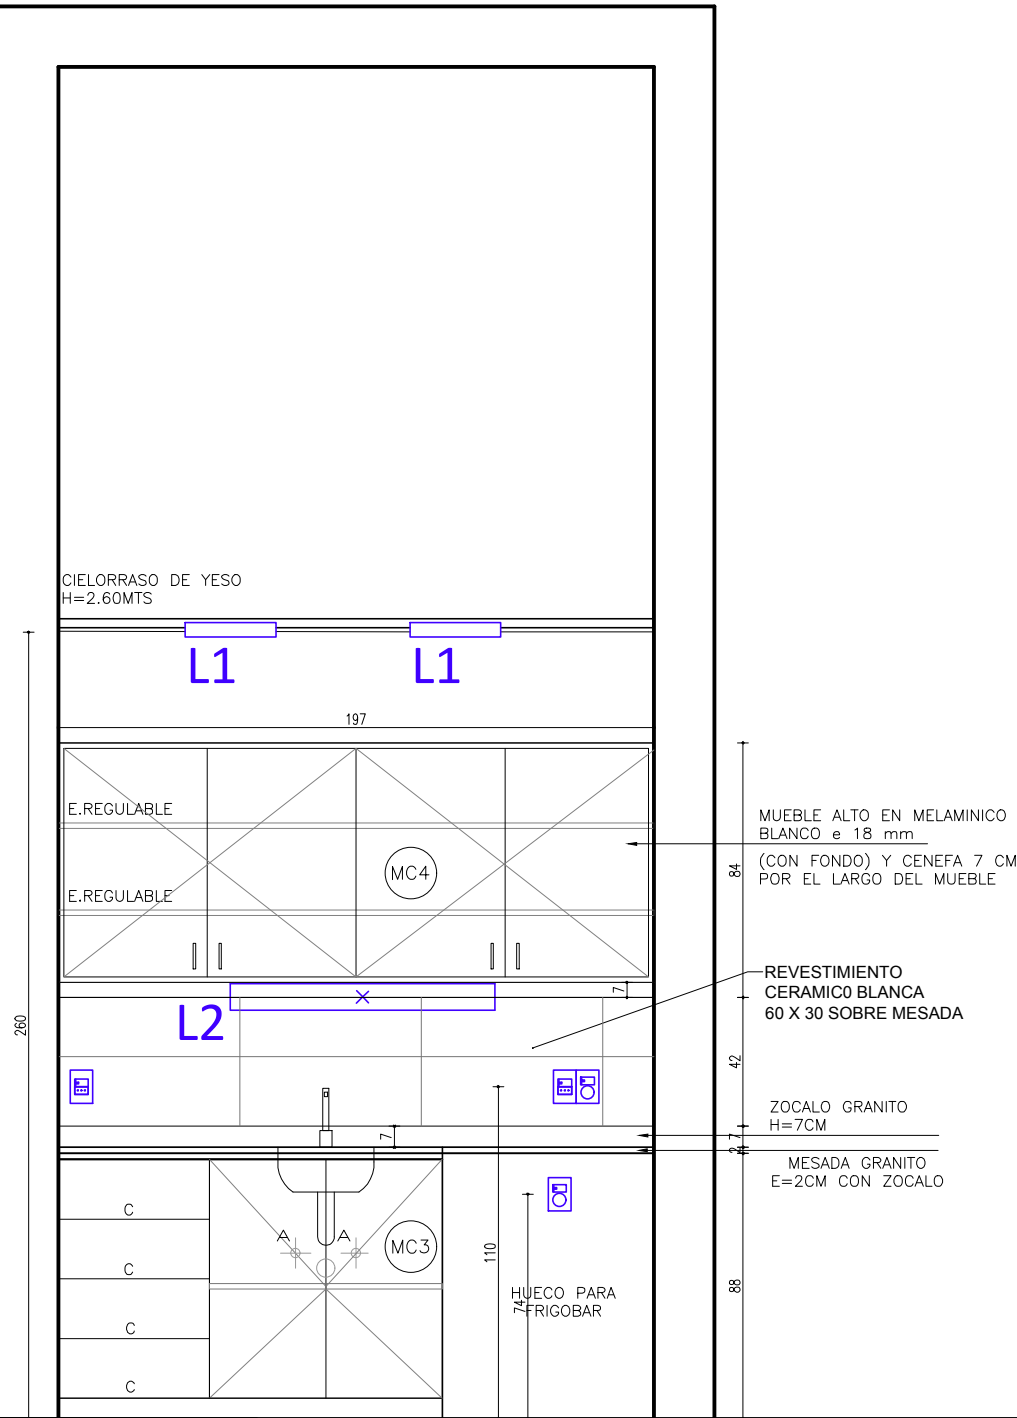 CIELORRASO DE YESO
H=2.60MTS
L1
L1
197
E.REGULABLE
MC4
E.REGULABLE
MUEBLE ALTO EN MELAMINICO
BLANCO e 18 mm
(CON FONDO) Y CENEFA 7 CM
POR EL LARGO DEL MUEBLE
84
7
L2
REVESTIMIENTO
CERAMIC0 BLANCA
60 X 30 SOBRE MESADA
260
42
7
ZOCALO GRANITO
H=7CM
7
2
MESADA GRANITO
E=2CM CON ZOCALO
C
A
A
MC3
110
C
88
HUECO PARA
FRIGOBAR
74
C
C